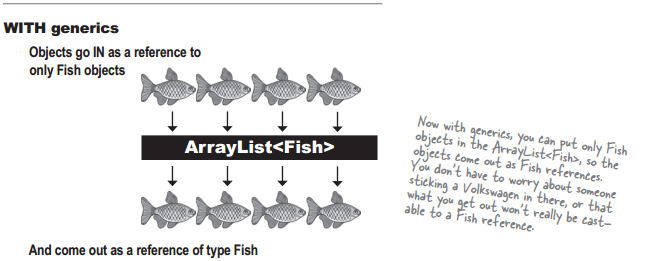 WITH generics
Objects go IN as a reference to
only Fish objects
ArrayList<Fish>
And come out as a reference of type Fish
Now with generics, you can put only Fish
objects in the ArrayList<Fish>, so the
objects come out as Fish references.
You don't have to worry about someone
sticking a Volkswagen in there, or that
what you get out won't really be cast-
able to a Fish reference.